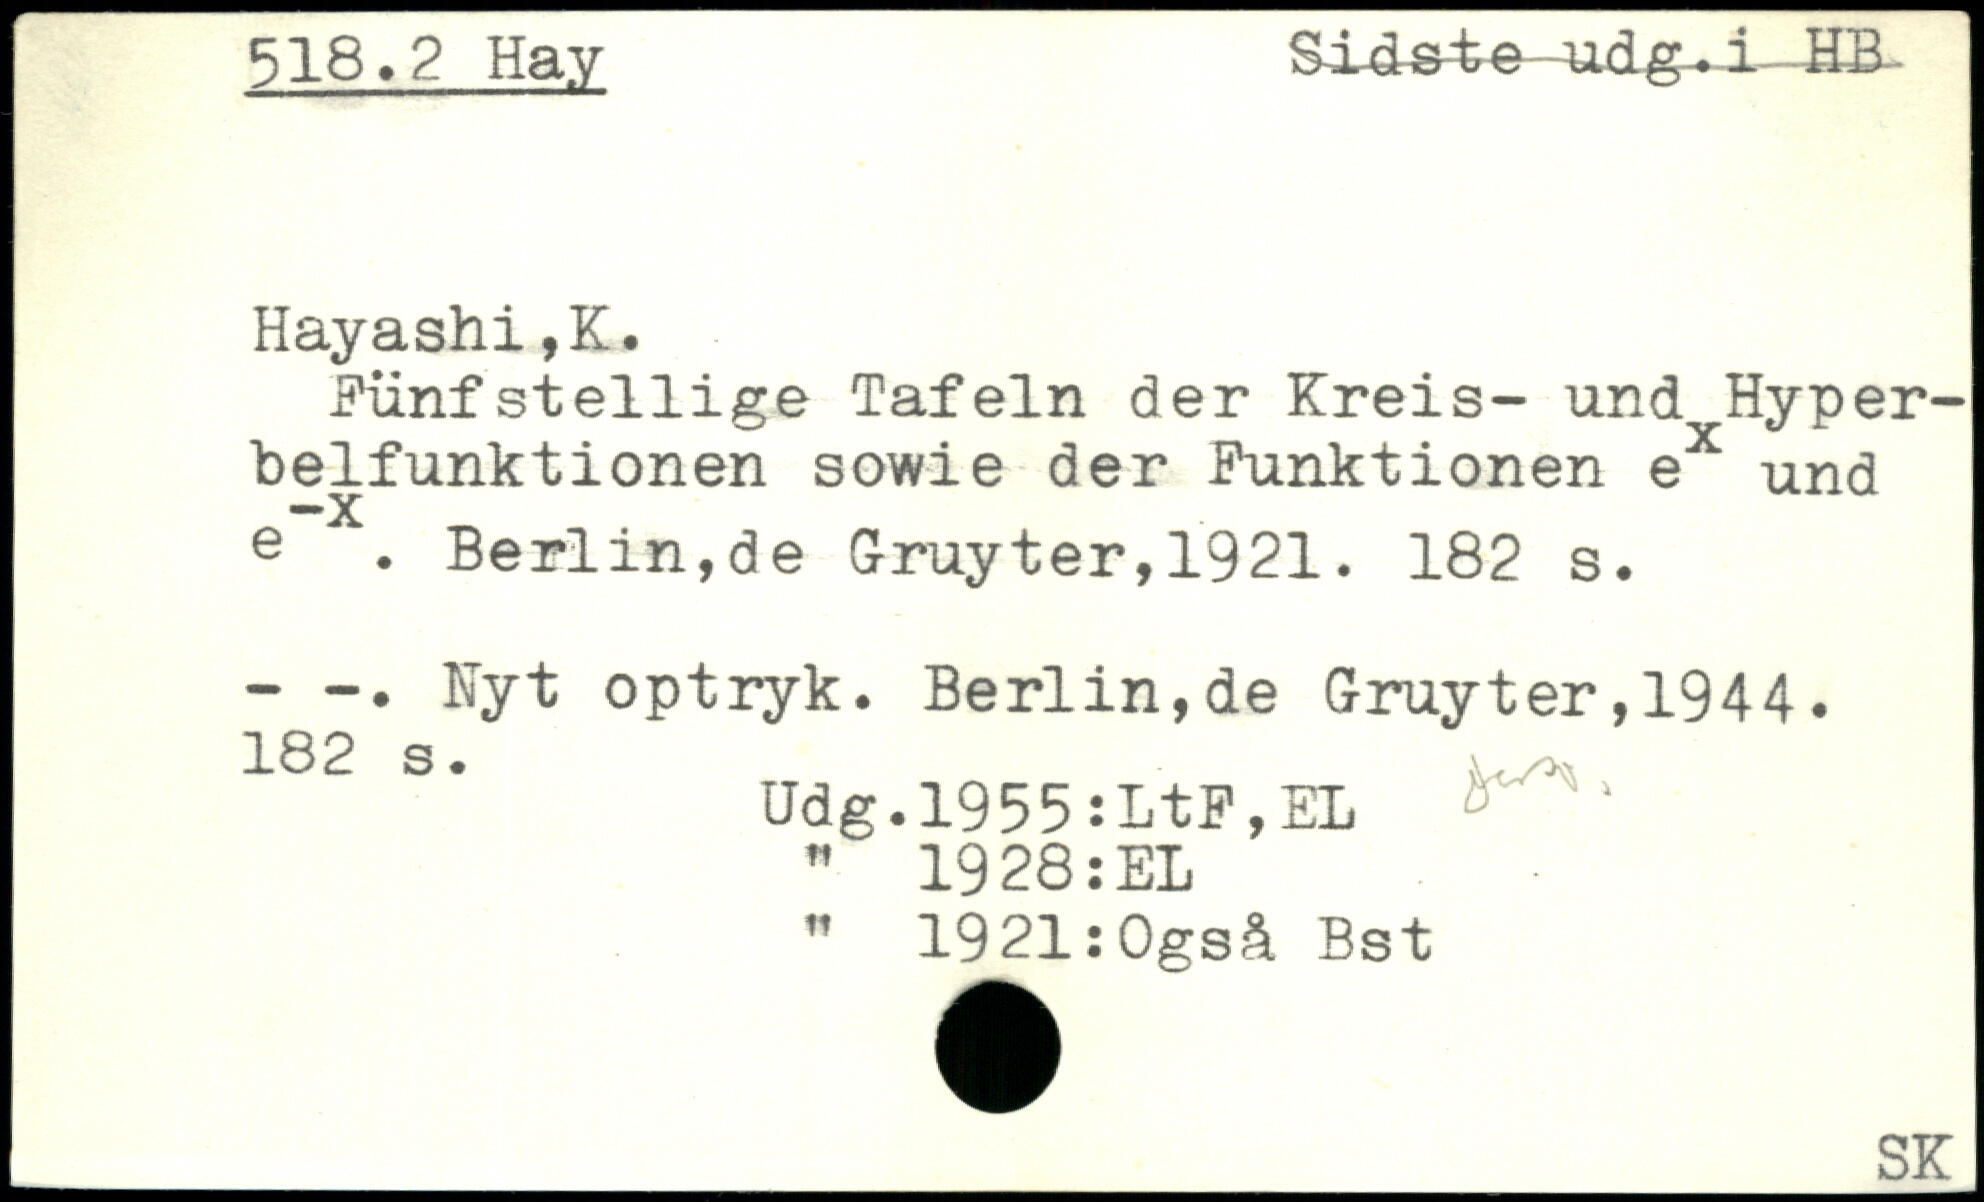 518.2 Hay
Sidste udg.i HB
Hayashi,K.
Fünfstellige Tafeln der Kreis- und Hyper-
belfunktionen sowie der Funktionen e^x und
e^-x. Berlin,de Gruyter,1921. 182 s.
- -. Nyt optryk. Berlin,de Gruyter,1944.
182 s.
Udg.1955:LtF,EL
" 1928:EL
" 1921:Også Bst
SK